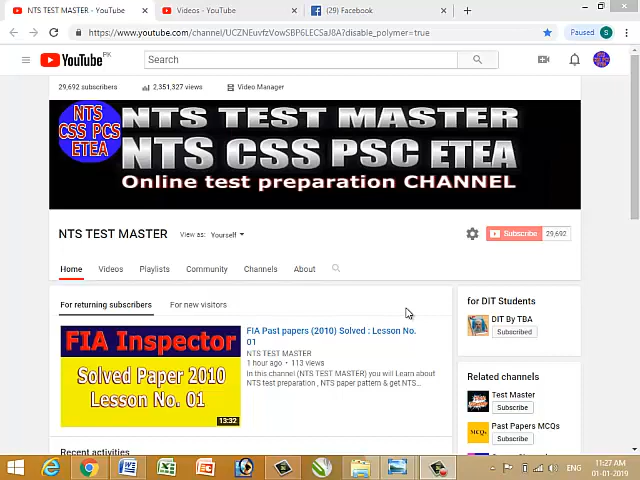 NTS TEST MASTER - YouTube
Videos - YouTube
(29) Facebook
https://www.youtube.com/channel/UCZNEuvfzVowSBP6LECSaJ8A?disable_polymer=true
Paused
S
YouTube PK
Search
29,692 subscribers
2,351,327 views
Video Manager
NTS
CSS PCS
ETEA
NTS TEST MASTER
NTS CSS PSC ETEA
Online test preparation CHANNEL
NTS TEST MASTER
View as: Yourself
Subscribe 29,692
Home
Videos
Playlists
Community
Channels
About
For returning subscribers
For new visitors
FIA Inspector
Solved Paper 2010
Lesson No. 01
13:32
FIA Past papers (2010) Solved : Lesson No.
01
NTS TEST MASTER
1 hour ago • 113 views
In this channel (NTS TEST MASTER) you will Learn about
NTS test preparation , NTS paper pattern & get NTS...
Recent activities
for DIT Students
DIT By TBA
Subscribed
Related channels
Test Master
Subscribe
Past Papers MCQs
MCQs
Subscribe
ENG
11:27 AM
01-01-2019